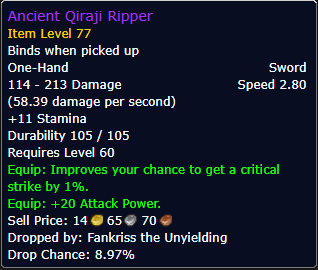 Ancient Qiraji Ripper
Item Level 77
Binds when picked up
One-Hand Sword
114 - 213 Damage Speed 2.80
(58.39 damage per second)
+11 Stamina
Durability 105 / 105
Requires Level 60
Equip: Improves your chance to get a critical
strike by 1%.
Equip: +20 Attack Power.
Sell Price: 14 65 70
Dropped by: Fankriss the Unyielding
Drop Chance: 8.97%